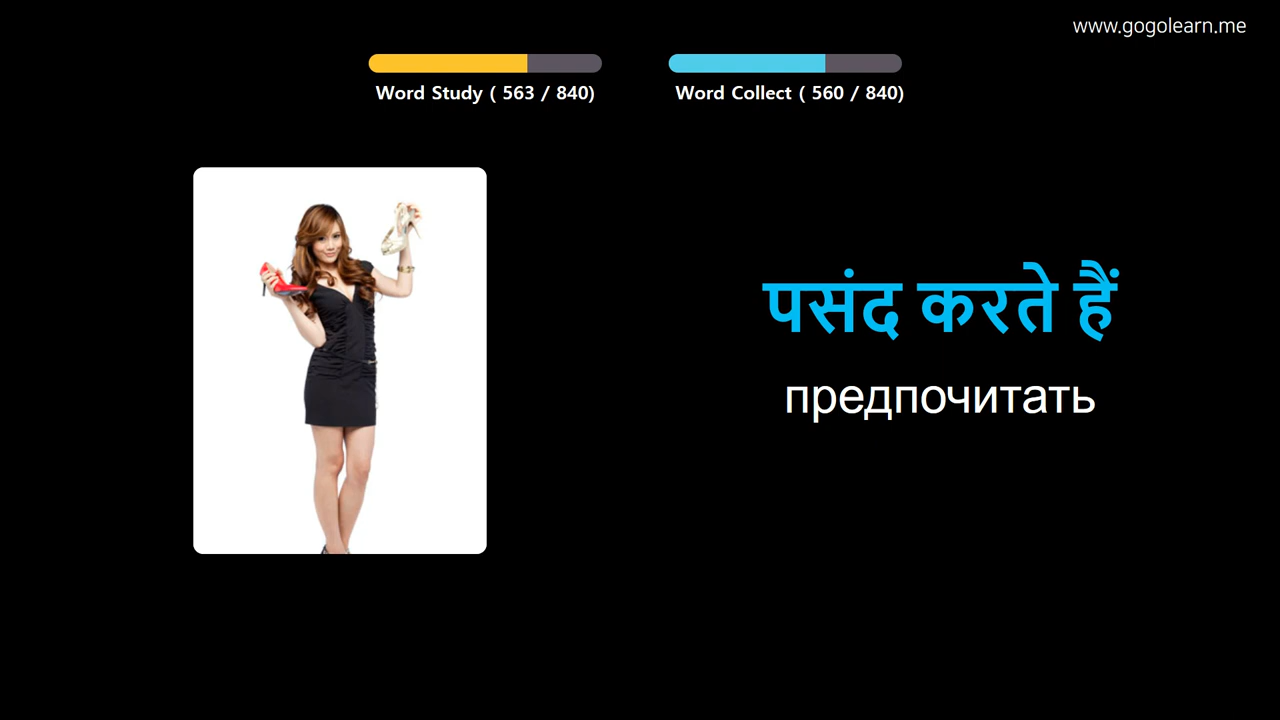 www.gogolearn.me
Word Study ( 563 / 840)
Word Collect ( 560 / 840)
पसंद करते हैं
предпочитать